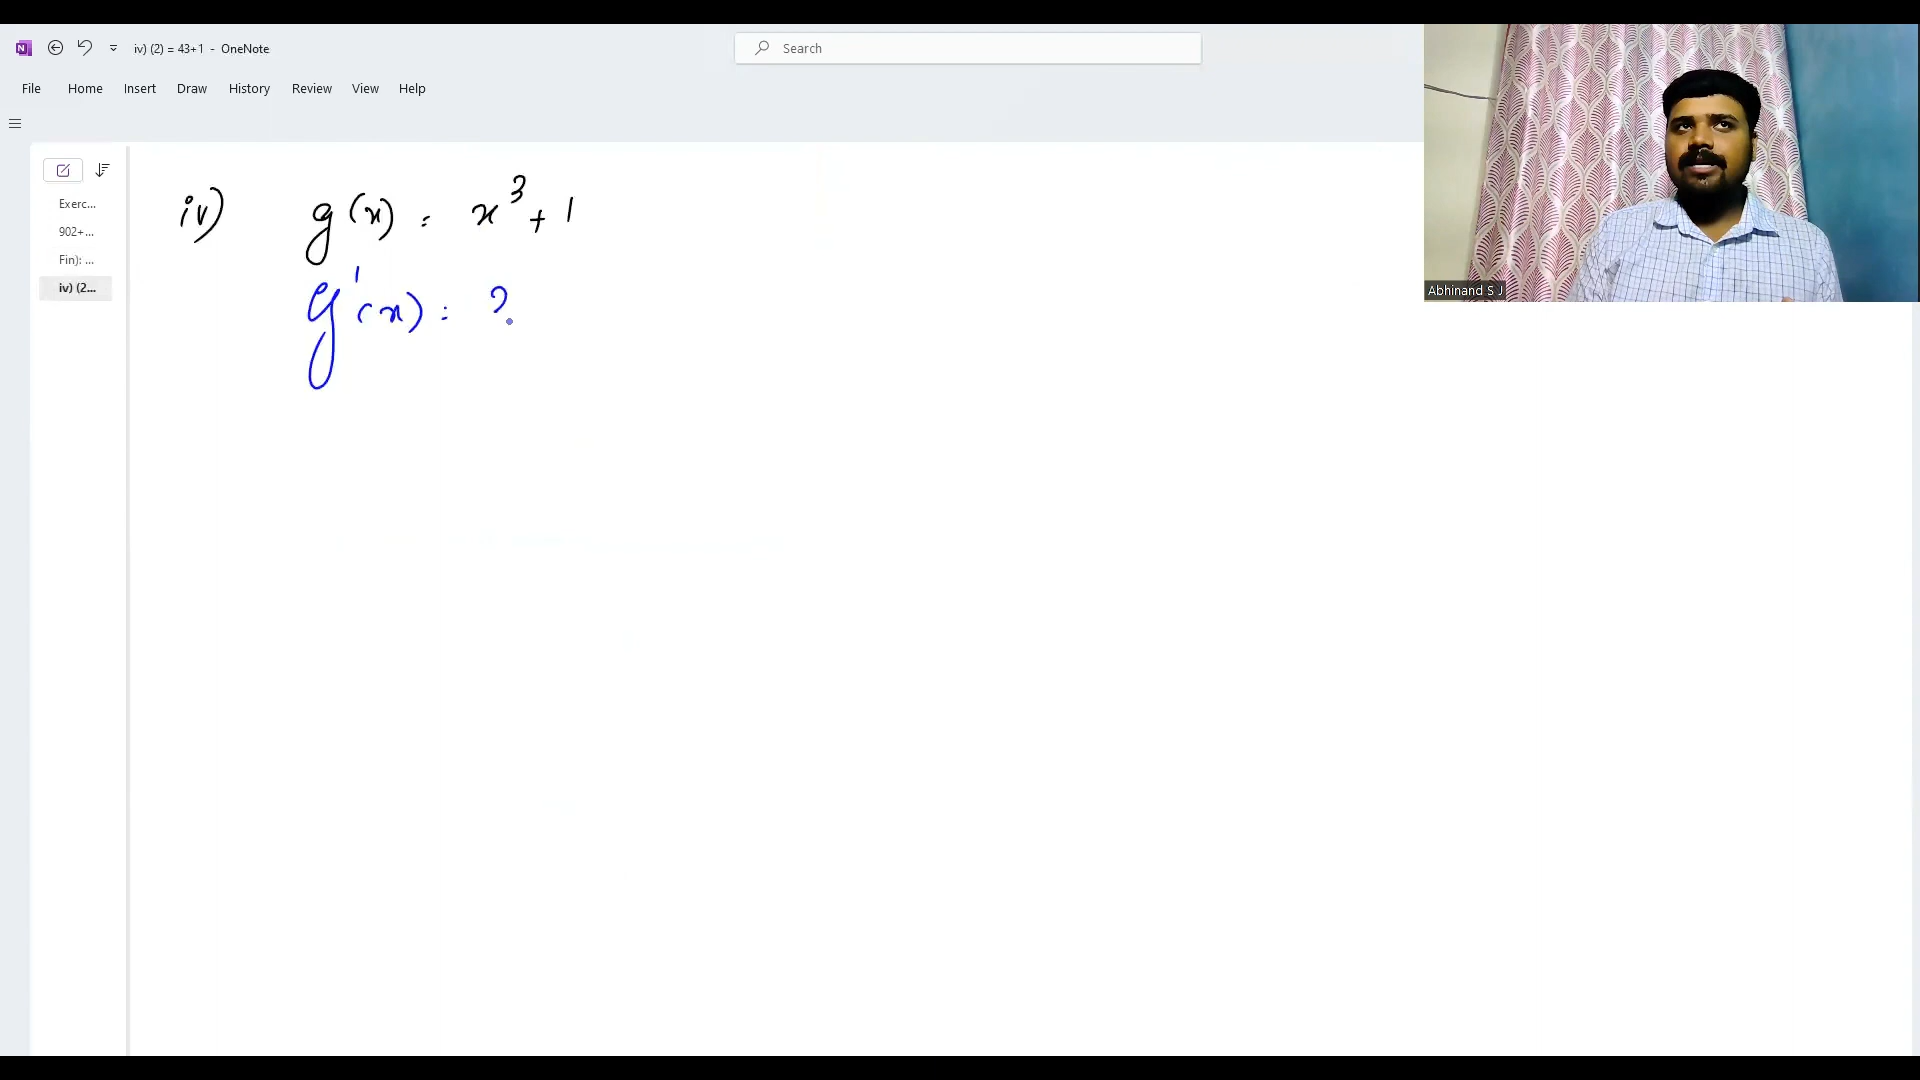 iv) (2) = 43+1 - OneNote
Search
File Home Insert Draw History Review View Help
Exerc...
902+...
Fin): ...
iv) (2...
iv) g(x) = x³ + 1
g'(x) = ?
Abhinand S J